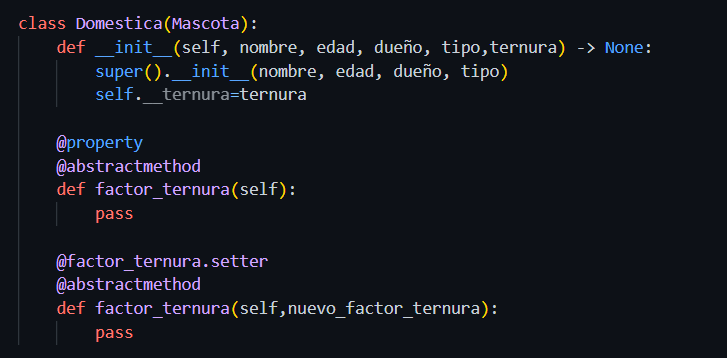 class Domestica(Mascota):
    def __init__(self, nombre, edad, dueño, tipo,ternura) -> None:
        super().__init__(nombre, edad, dueño, tipo)
        self.__ternura=ternura

    @property
    @abstractmethod
    def factor_ternura(self):
        pass

    @factor_ternura.setter
    @abstractmethod
    def factor_ternura(self,nuevo_factor_ternura):
        pass